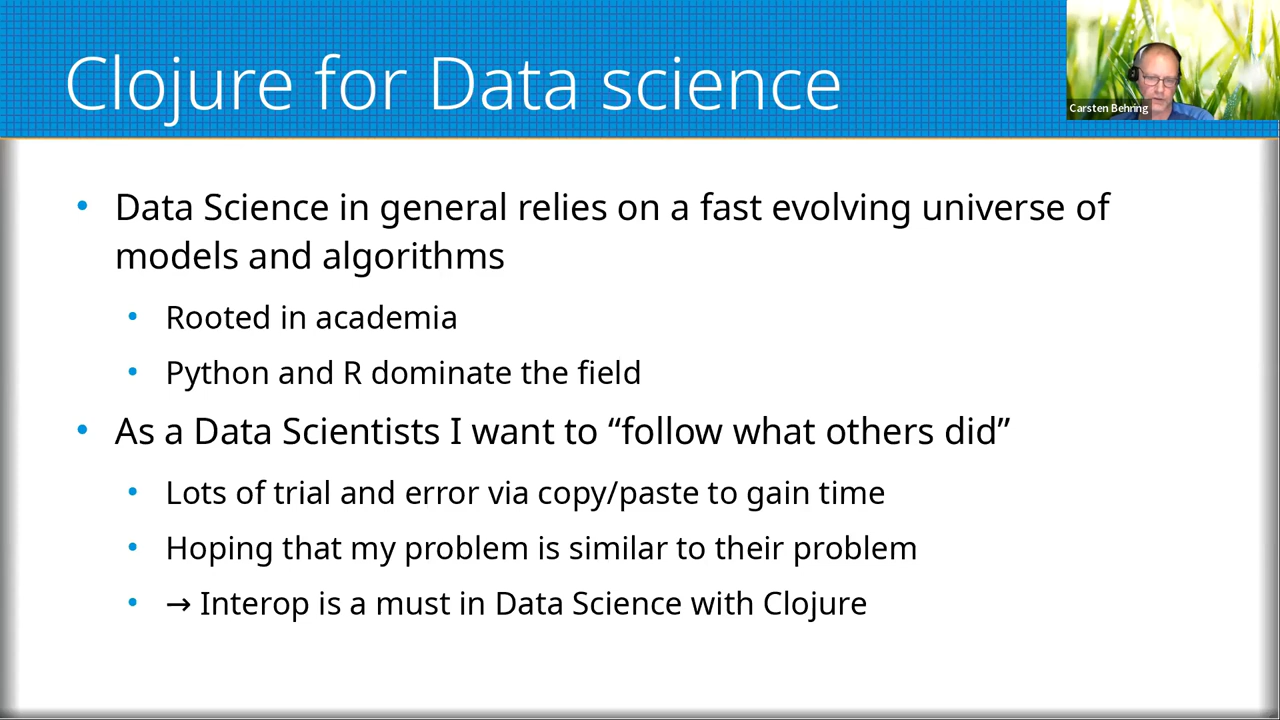 Clojure for Data science
Carsten Behring
• Data Science in general relies on a fast evolving universe of
models and algorithms
• Rooted in academia
• Python and R dominate the field
• As a Data Scientists I want to “follow what others did”
• Lots of trial and error via copy/paste to gain time
• Hoping that my problem is similar to their problem
• → Interop is a must in Data Science with Clojure